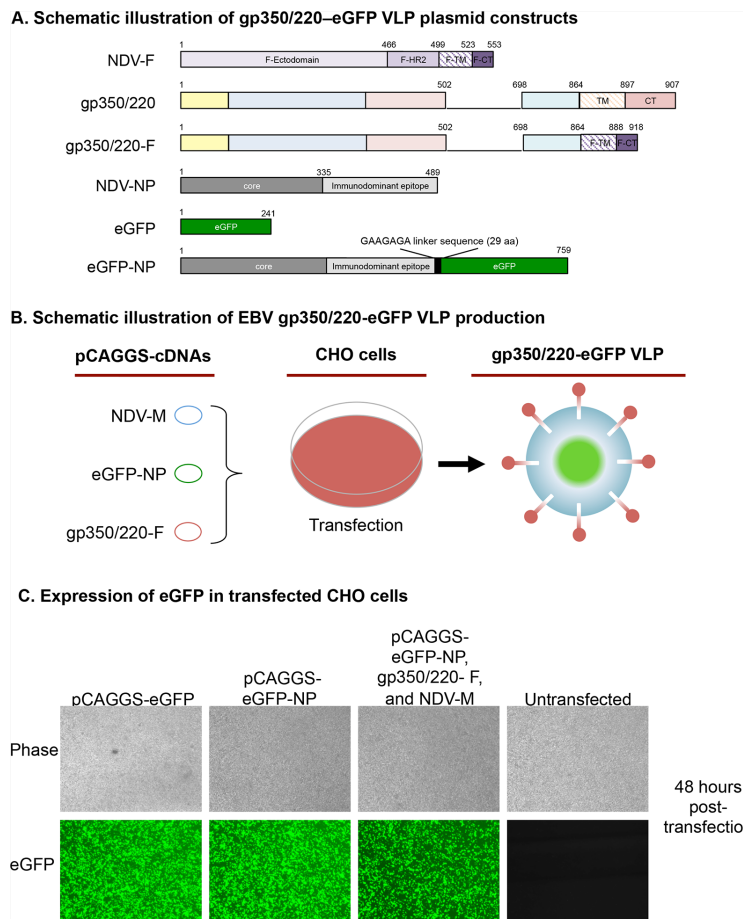 A. Schematic illustration of gp350/220–eGFP VLP plasmid constructs
1 466 499 523 553
NDV-F F-Ectodomain F-HR2 F-TM F-CT
1 502 698 864 897 907
gp350/220 TM CT
1 502 698 864 888 918
gp350/220-F F-TM F-CT
1 335 489
NDV-NP core Immunodominant epitope
1 241
eGFP eGFP
GAAGAGA linker sequence (29 aa)
1 759
eGFP-NP core Immunodominant epitope eGFP
B. Schematic illustration of EBV gp350/220-eGFP VLP production
pCAGGS-cDNAs CHO cells gp350/220-eGFP VLP
NDV-M
eGFP-NP
gp350/220-F
Transfection
C. Expression of eGFP in transfected CHO cells
pCAGGS-eGFP
pCAGGS-
eGFP-NP
pCAGGS-
eGFP-NP,
gp350/220- F,
and NDV-M
Untransfected
Phase
eGFP
48 hours
post-
transfectio